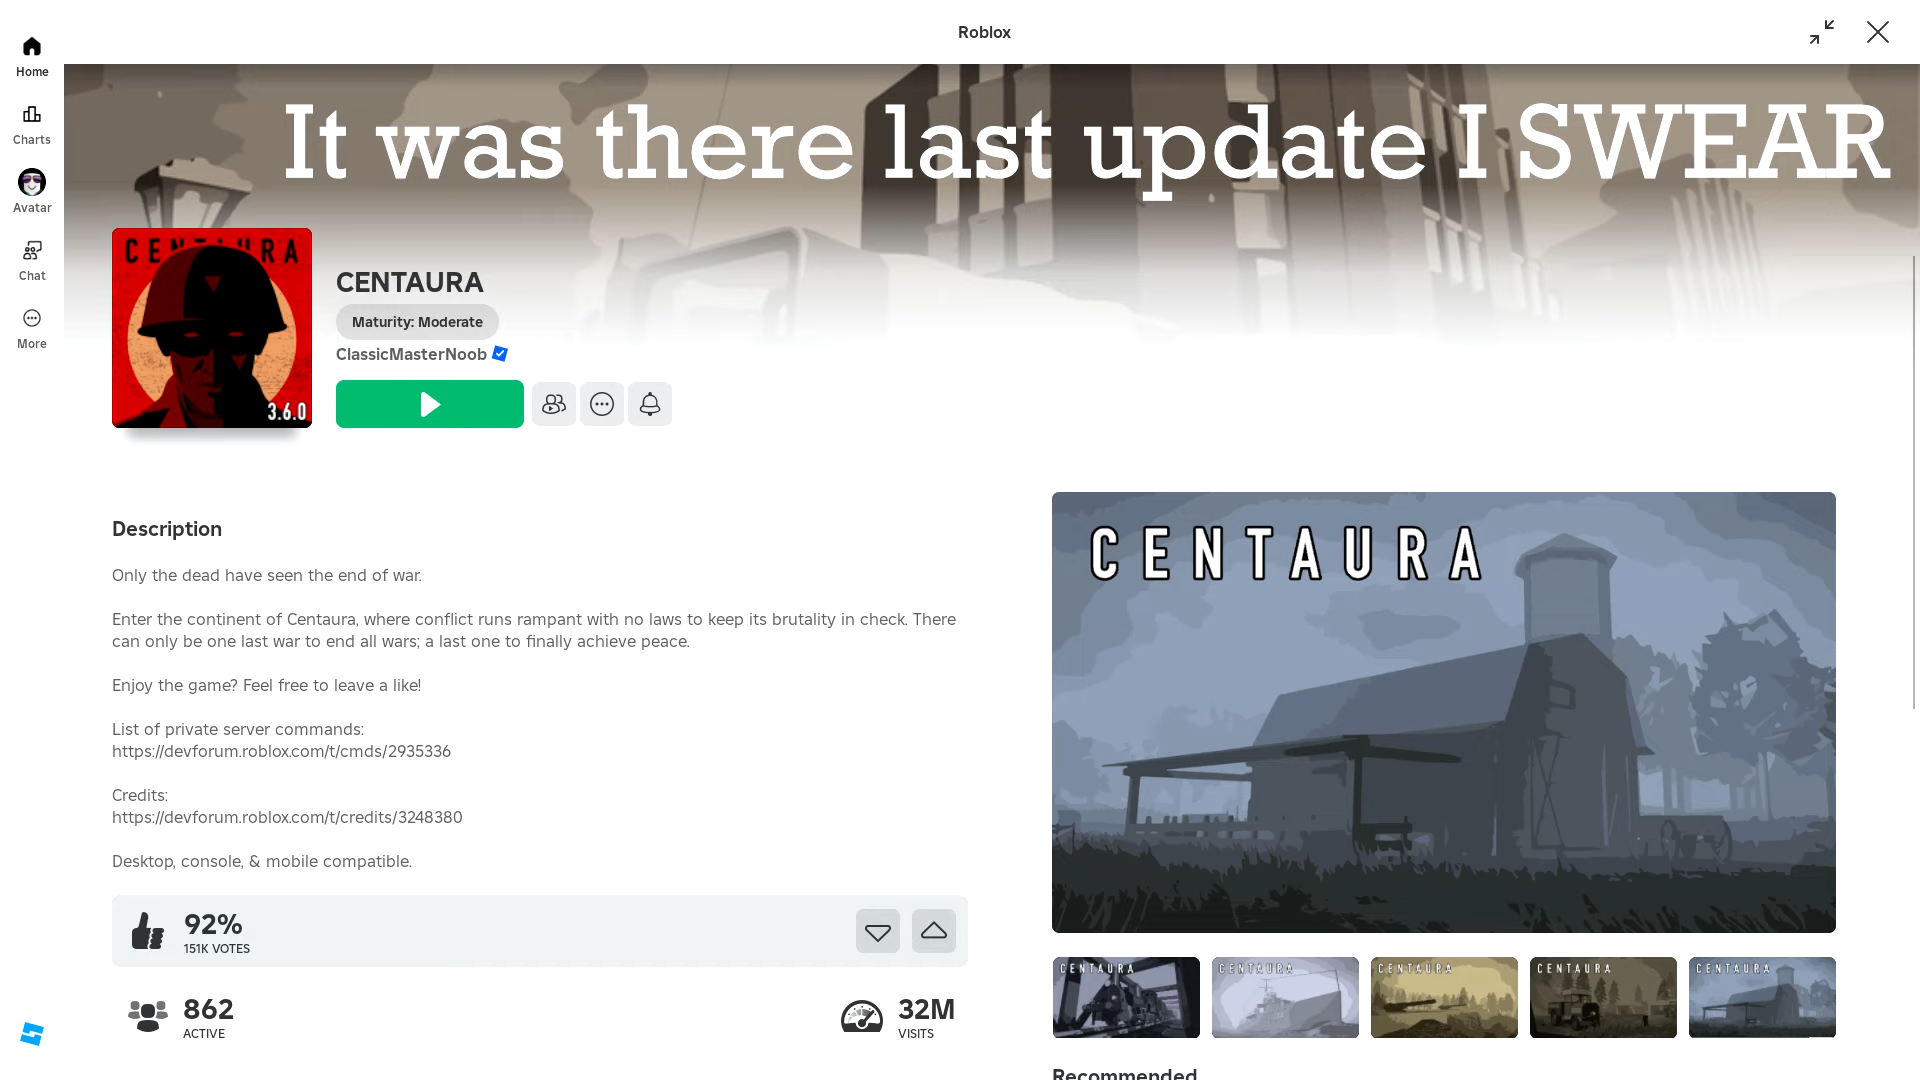 Roblox
Home
Charts
Avatar
Chat
More
It was there last update I SWEAR
CENTAURA
3.6.0
CENTAURA
Maturity: Moderate
ClassicMasterNoob
Description
Only the dead have seen the end of war.
Enter the continent of Centaura, where conflict runs rampant with no laws to keep its brutality in check. There
can only be one last war to end all wars; a last one to finally achieve peace.
Enjoy the game? Feel free to leave a like!
List of private server commands:
https://devforum.roblox.com/t/cmds/2935336
Credits:
https://devforum.roblox.com/t/credits/3248380
Desktop, console, & mobile compatible.
92%
151K VOTES
862
ACTIVE
32M
VISITS
CENTAURA
CENTAURA
CENTAURA
CENTAURA
CENTAURA
CENTAURA
Recommended